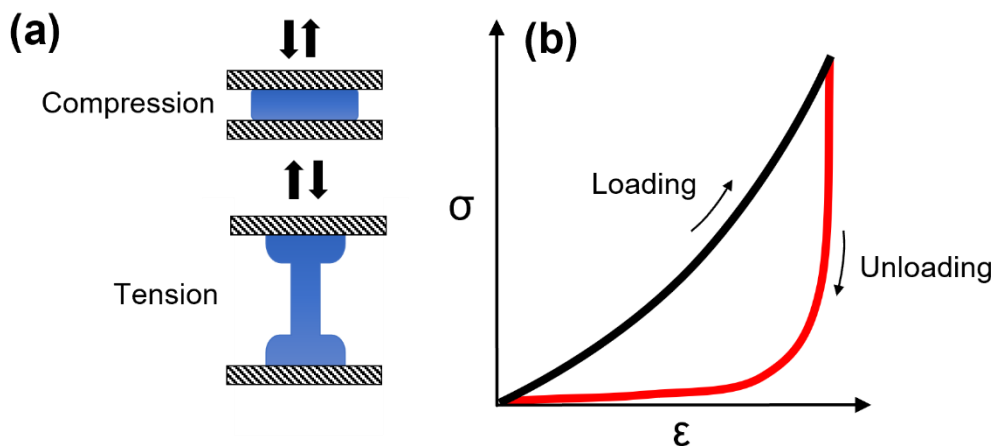 (a)
Compression
Tension
(b)
Loading
σ
Unloading
ε